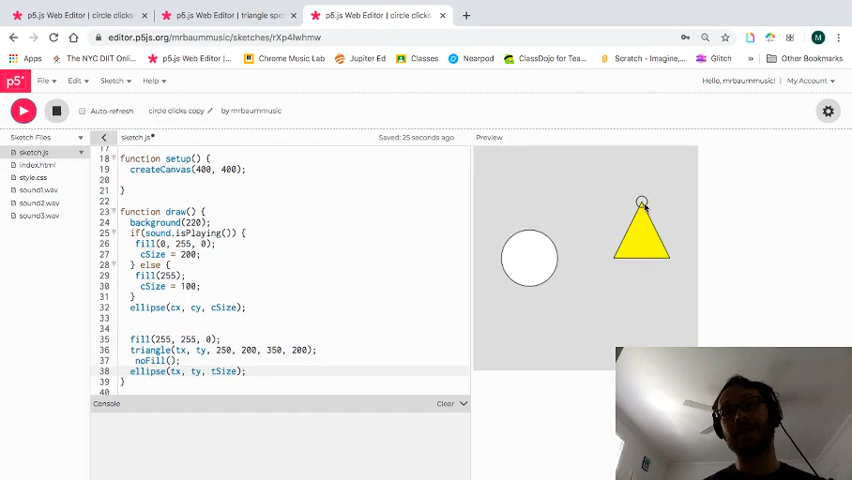 p5.js Web Editor | circle clicks
p5.js Web Editor | triangle spot
p5.js Web Editor | circle clicks
editor.p5js.org/mrbaummusic/sketches/rXp4lwhmw
Apps
The NYC DIIT Onl...
p5.js Web Editor |...
Chrome Music Lab
Jupiter Ed
Classes
Nearpod
ClassDojo for Tea...
Scratch - Imagine,...
Glitch
»
Other Bookmarks
p5*
File
Edit
Sketch
Help
Hello, mrbaummusic!
My Account
Auto-refresh
circle clicks copy
by mrbaummusic
Sketch Files
sketch.js
Saved: 25 seconds ago
Preview
sketch.js
index.html
style.css
sound1.wav
sound2.wav
sound3.wav
17
18 function setup() {
19 createCanvas(400, 400);
20
21 }
22
23 function draw() {
24 background(220);
25 if(sound.isPlaying()) {
26 fill(0, 255, 0);
27 cSize = 200;
28 } else {
29 fill(255);
30 cSize = 100;
31 }
32 ellipse(cx, cy, cSize);
33
34
35 fill(255, 255, 0);
36 triangle(tx, ty, 250, 200, 350, 200);
37 noFill();
38 ellipse(tx, ty, tSize);
39 }
40
Console
Clear